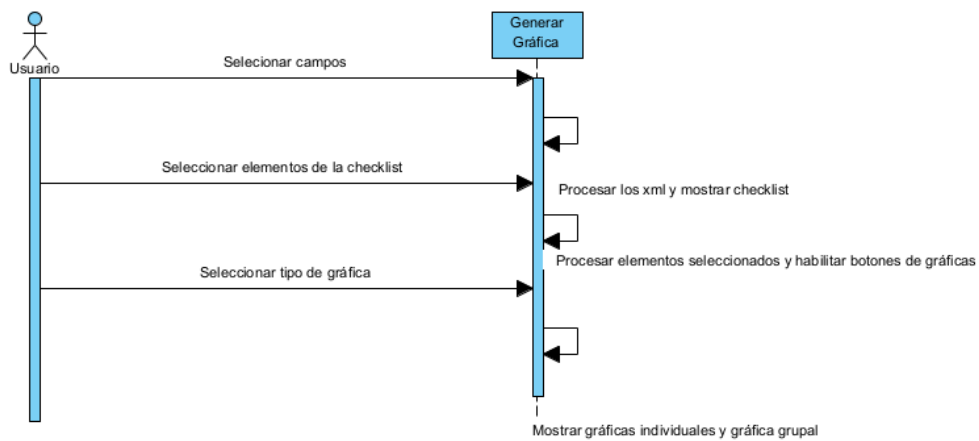 Generar
Gráfica
Usuario
Selecionar campos
Seleccionar elementos de la checklist
Procesar los xml y mostrar checklist
Procesar elementos seleccionados y habilitar botones de gráficas
Seleccionar tipo de gráfica
Mostrar gráficas individuales y gráfica grupal